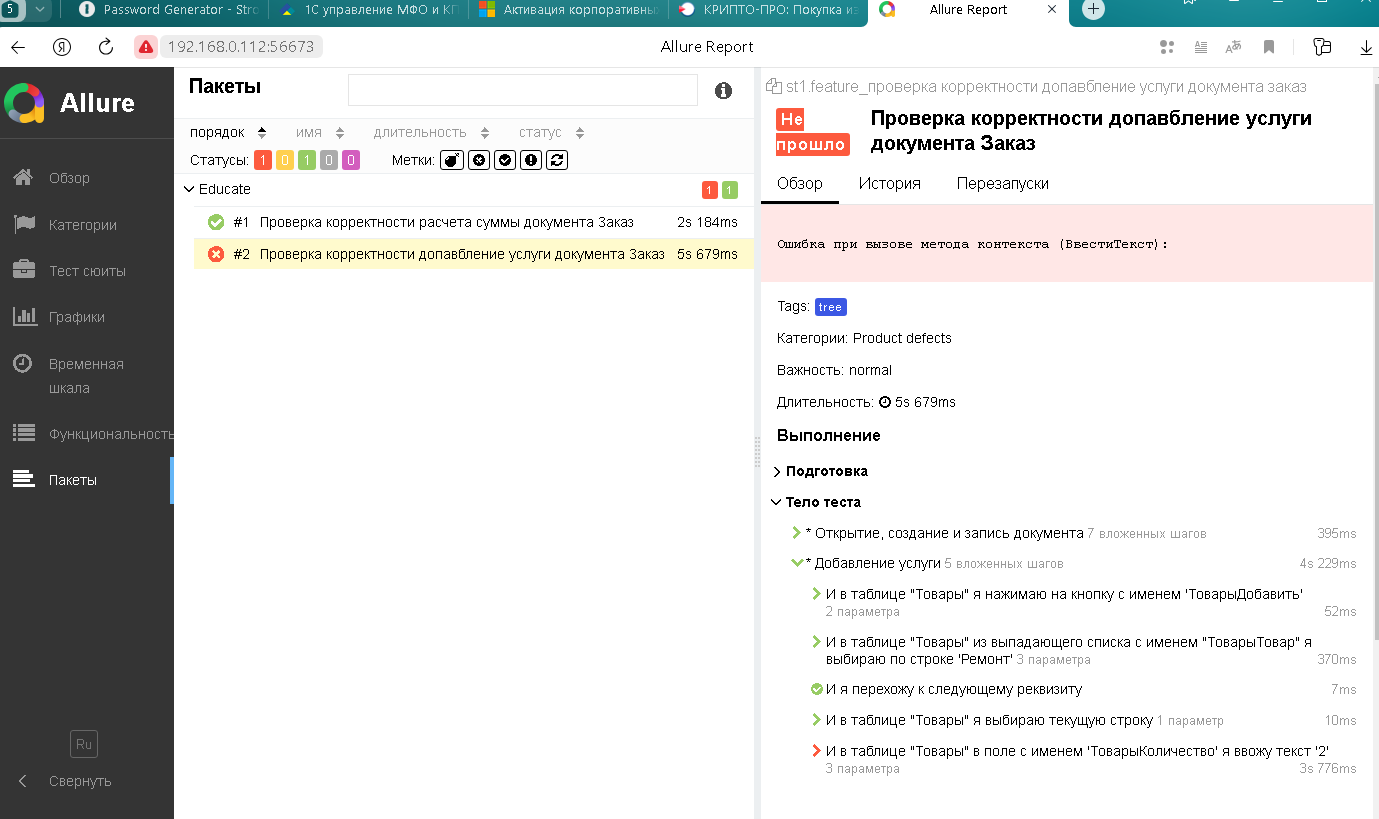 5
Password Generator - Stro
1С управление МФО и КП
Активация корпоративны
КРИПТО-ПРО: Покупка из
Allure Report
192.168.0.112:56673
Allure Report
Allure
Обзор
Категории
Тест сюиты
Графики
Временная
шкала
Функциональность
Пакеты
Ru
Свернуть
Пакеты
порядок имя длительность статус
Статусы: 1 0 1 0 0 Метки:
Educate 1 1
#1 Проверка корректности расчета суммы документа Заказ 2s 184ms
#2 Проверка корректности допавбление услуги документа Заказ 5s 679ms
st1.feature_проверка корректности допавбление услуги документа заказ
Не
прошло
Проверка корректности допавбление услуги
документа Заказ
Обзор История Перезапуски
Ошибка при вызове метода контекста (ВвестиТекст):
Tags: tree
Категории: Product defects
Важность: normal
Длительность: 5s 679ms
Выполнение
Подготовка
Тело теста
* Открытие, создание и запись документа 7 вложенных шагов 395ms
* Добавление услуги 5 вложенных шагов 4s 229ms
И в таблице "Товары" я нажимаю на кнопку с именем 'ТоварыДобавить'
2 параметра 52ms
И в таблице "Товары" из выпадающего списка с именем "ТоварыТовар" я
выбираю по строке 'Ремонт' 3 параметра 370ms
И я перехожу к следующему реквизиту 7ms
И в таблице "Товары" я выбираю текущую строку 1 параметр 10ms
И в таблице "Товары" в поле с именем 'ТоварыКоличество' я ввожу текст '2'
3 параметра 3s 776ms